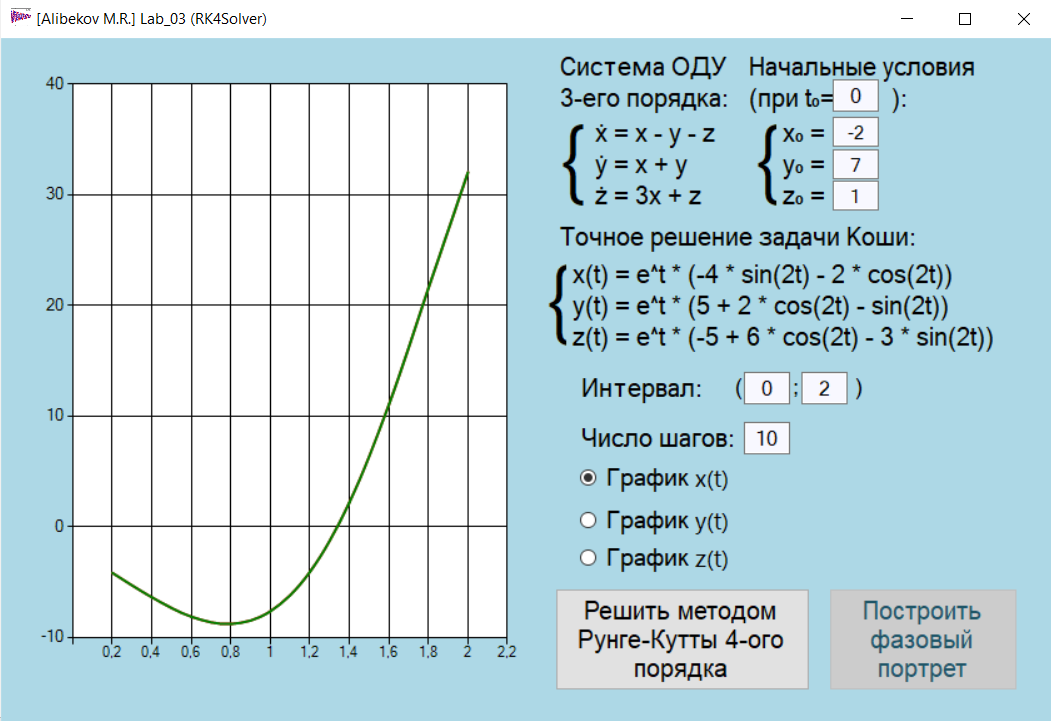 [Alibekov M.R.] Lab_03 (RK4Solver)
40
30
20
10
0
-10
0,2 0,4 0,6 0,8 1 1,2 1,4 1,6 1,8 2 2,2
Система ОДУ
3-его порядка:
ẋ = x - y - z
ẏ = x + y
ż = 3x + z
Начальные условия
(при t₀= 0 ):
x₀ = -2
y₀ = 7
z₀ = 1
Точное решение задачи Коши:
x(t) = e^t * (-4 * sin(2t) - 2 * cos(2t))
y(t) = e^t * (5 + 2 * cos(2t) - sin(2t))
z(t) = e^t * (-5 + 6 * cos(2t) - 3 * sin(2t))
Интервал: ( 0 ; 2 )
Число шагов: 10
График x(t)
График y(t)
График z(t)
Решить методом
Рунге-Кутты 4-ого
порядка
Построить
фазовый
портрет